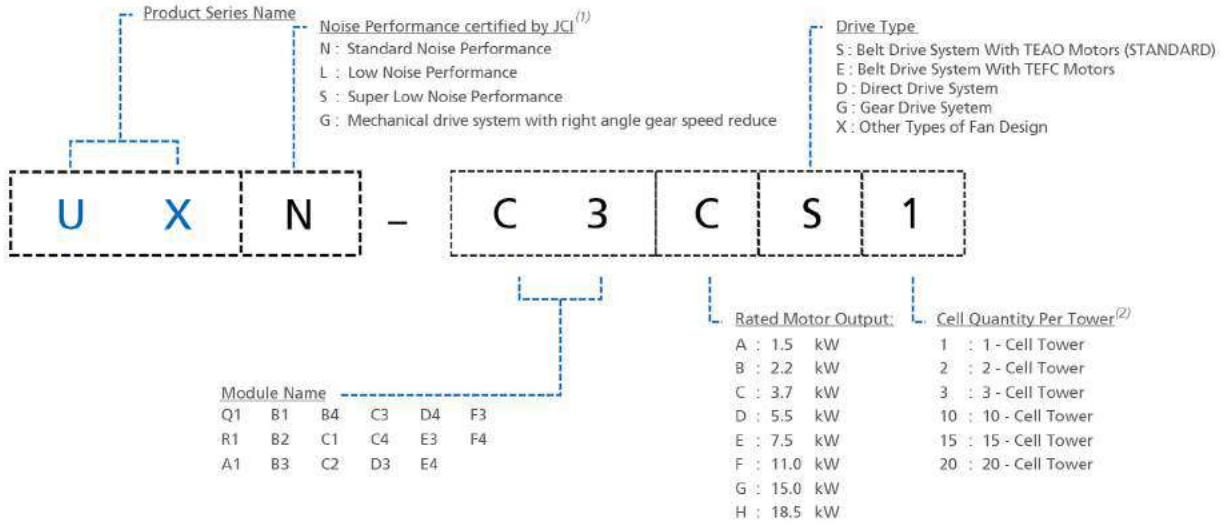 Product Series Name
Noise Performance certified by JCI(1)
N : Standard Noise Performance
L : Low Noise Performance
S : Super Low Noise Performance
G : Mechanical drive system with right angle gear speed reduce
Drive Type
S : Belt Drive System With TEAO Motors (STANDARD)
E : Belt Drive System With TEFC Motors
D : Direct Drive System
G : Gear Drive Syetem
X : Other Types of Fan Design
U X N – C 3 C S 1
Module Name
Q1 B1 B4 C3 D4 F3
R1 B2 C1 C4 E3 F4
A1 B3 C2 D3 E4
Rated Motor Output:
A : 1.5 kW
B : 2.2 kW
C : 3.7 kW
D : 5.5 kW
E : 7.5 kW
F : 11.0 kW
G : 15.0 kW
H : 18.5 kW
Cell Quantity Per Tower(2)
1 : 1 - Cell Tower
2 : 2 - Cell Tower
3 : 3 - Cell Tower
10 : 10 - Cell Tower
15 : 15 - Cell Tower
20 : 20 - Cell Tower